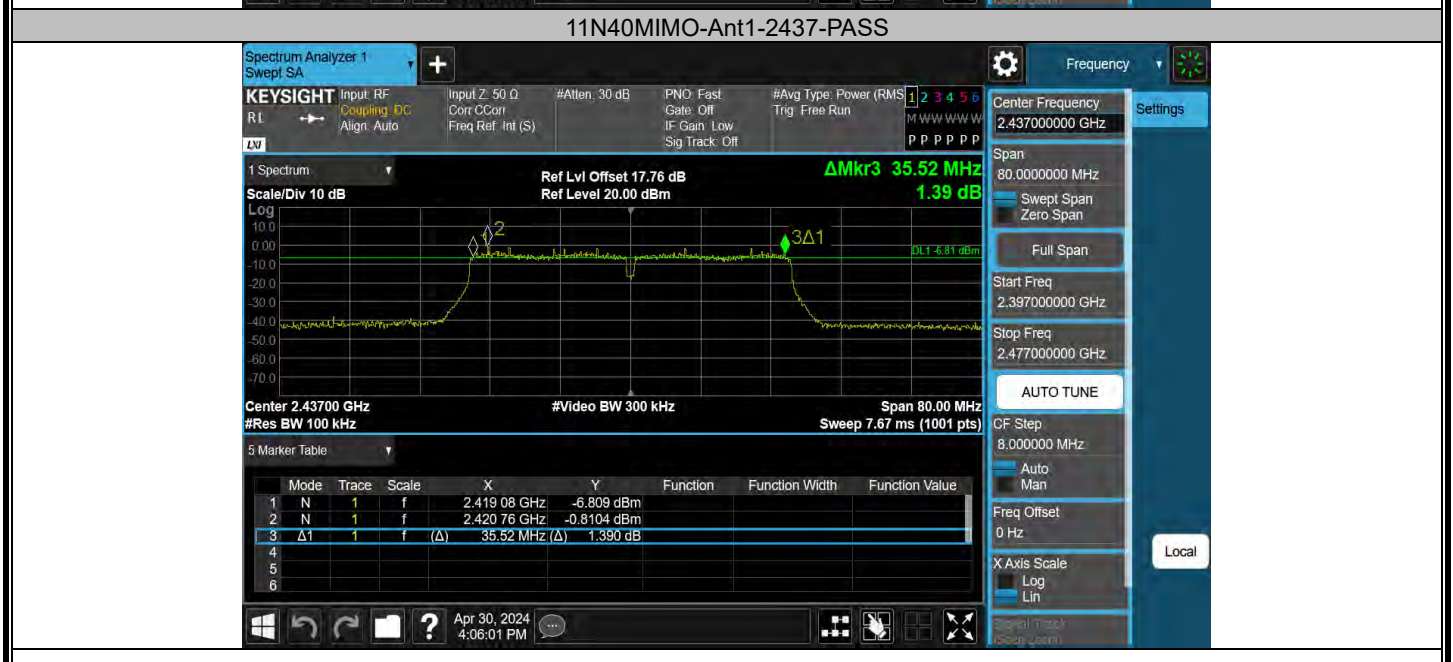 11N40MIMO-Ant1-2437-PASS
Spectrum Analyzer 1
Swept SA
+
Frequency
KEYSIGHT
RL
LXI
Input: RF
Coupling: DC
Align: Auto
Input Z: 50 Ω
Corr CCorr
Freq Ref: Int (S)
#Atten: 30 dB
PNO: Fast
Gate: Off
IF Gain: Low
Sig Track: Off
#Avg Type: Power (RMS
Trig: Free Run
1 2 3 4 5 6
M W W W W W
P P P P P P
Center Frequency
2.437000000 GHz
Settings
1 Spectrum
Scale/Div 10 dB
Ref Lvl Offset 17.76 dB
Ref Level 20.00 dBm
ΔMkr3 35.52 MHz
1.39 dB
Span
80.0000000 MHz
Swept Span
Zero Span
Full Span
Log
10.0
0.00
-10.0
-20.0
-30.0
-40.0
-50.0
-60.0
-70.0
2
3Δ1
DL1 -6.81 dBm
Start Freq
2.397000000 GHz
Stop Freq
2.477000000 GHz
AUTO TUNE
Center 2.43700 GHz
#Video BW 300 kHz
Span 80.00 MHz
#Res BW 100 kHz
Sweep 7.67 ms (1001 pts)
CF Step
8.000000 MHz
Auto
Man
5 Marker Table
Mode Trace Scale X Y Function Function Width Function Value
1 N 1 f 2.419 08 GHz -6.809 dBm
2 N 1 f 2.420 76 GHz -0.8104 dBm
3 Δ1 1 f (Δ) 35.52 MHz (Δ) 1.390 dB
4
5
6
Freq Offset
0 Hz
X Axis Scale
Log
Lin
Local
?
Apr 30, 2024
4:06:01 PM